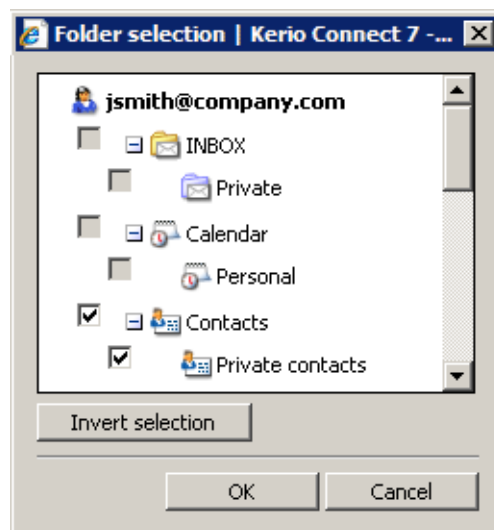 Folder selection | Kerio Connect 7 -...
jsmith@company.com
INBOX
Private
Calendar
Personal
Contacts
Private contacts
Invert selection
OK
Cancel